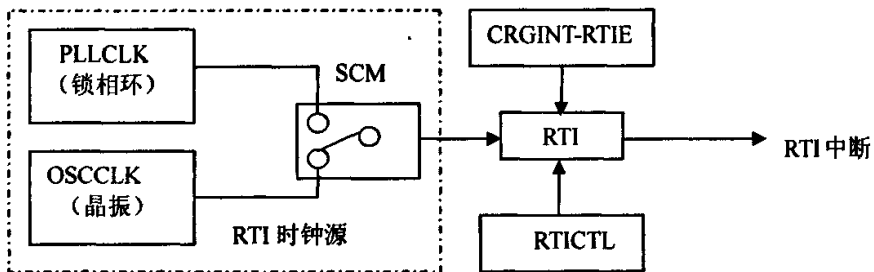 PLLCLK
（锁相环）
SCM
CRGINT-RTIE
RTI
RTI 中断
OSCCLK
（晶振）
RTI 时钟源
RTICTL